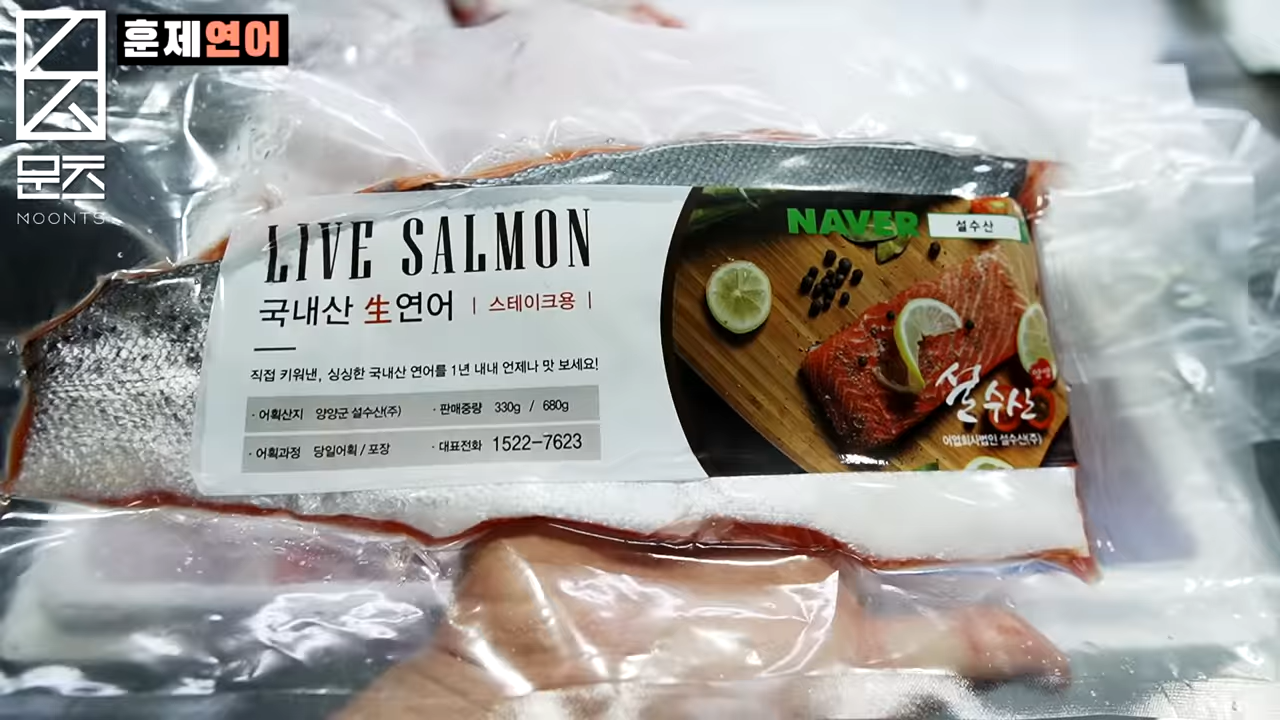 훈제연어
문츠
MOONTS
LIVE SALMON
국내산 生연어 | 스테이크용 |
직접 키워낸, 싱싱한 국내산 연어를 1년 내내 언제나 맛 보세요!
· 어획산지 양양군 설수산(주) · 판매중량 330g / 680g
· 어획과정 당일어획 / 포장 · 대표전화 1522-7623
NAVER 설수산
양양
설수산
어업회사법인 설수산(주)